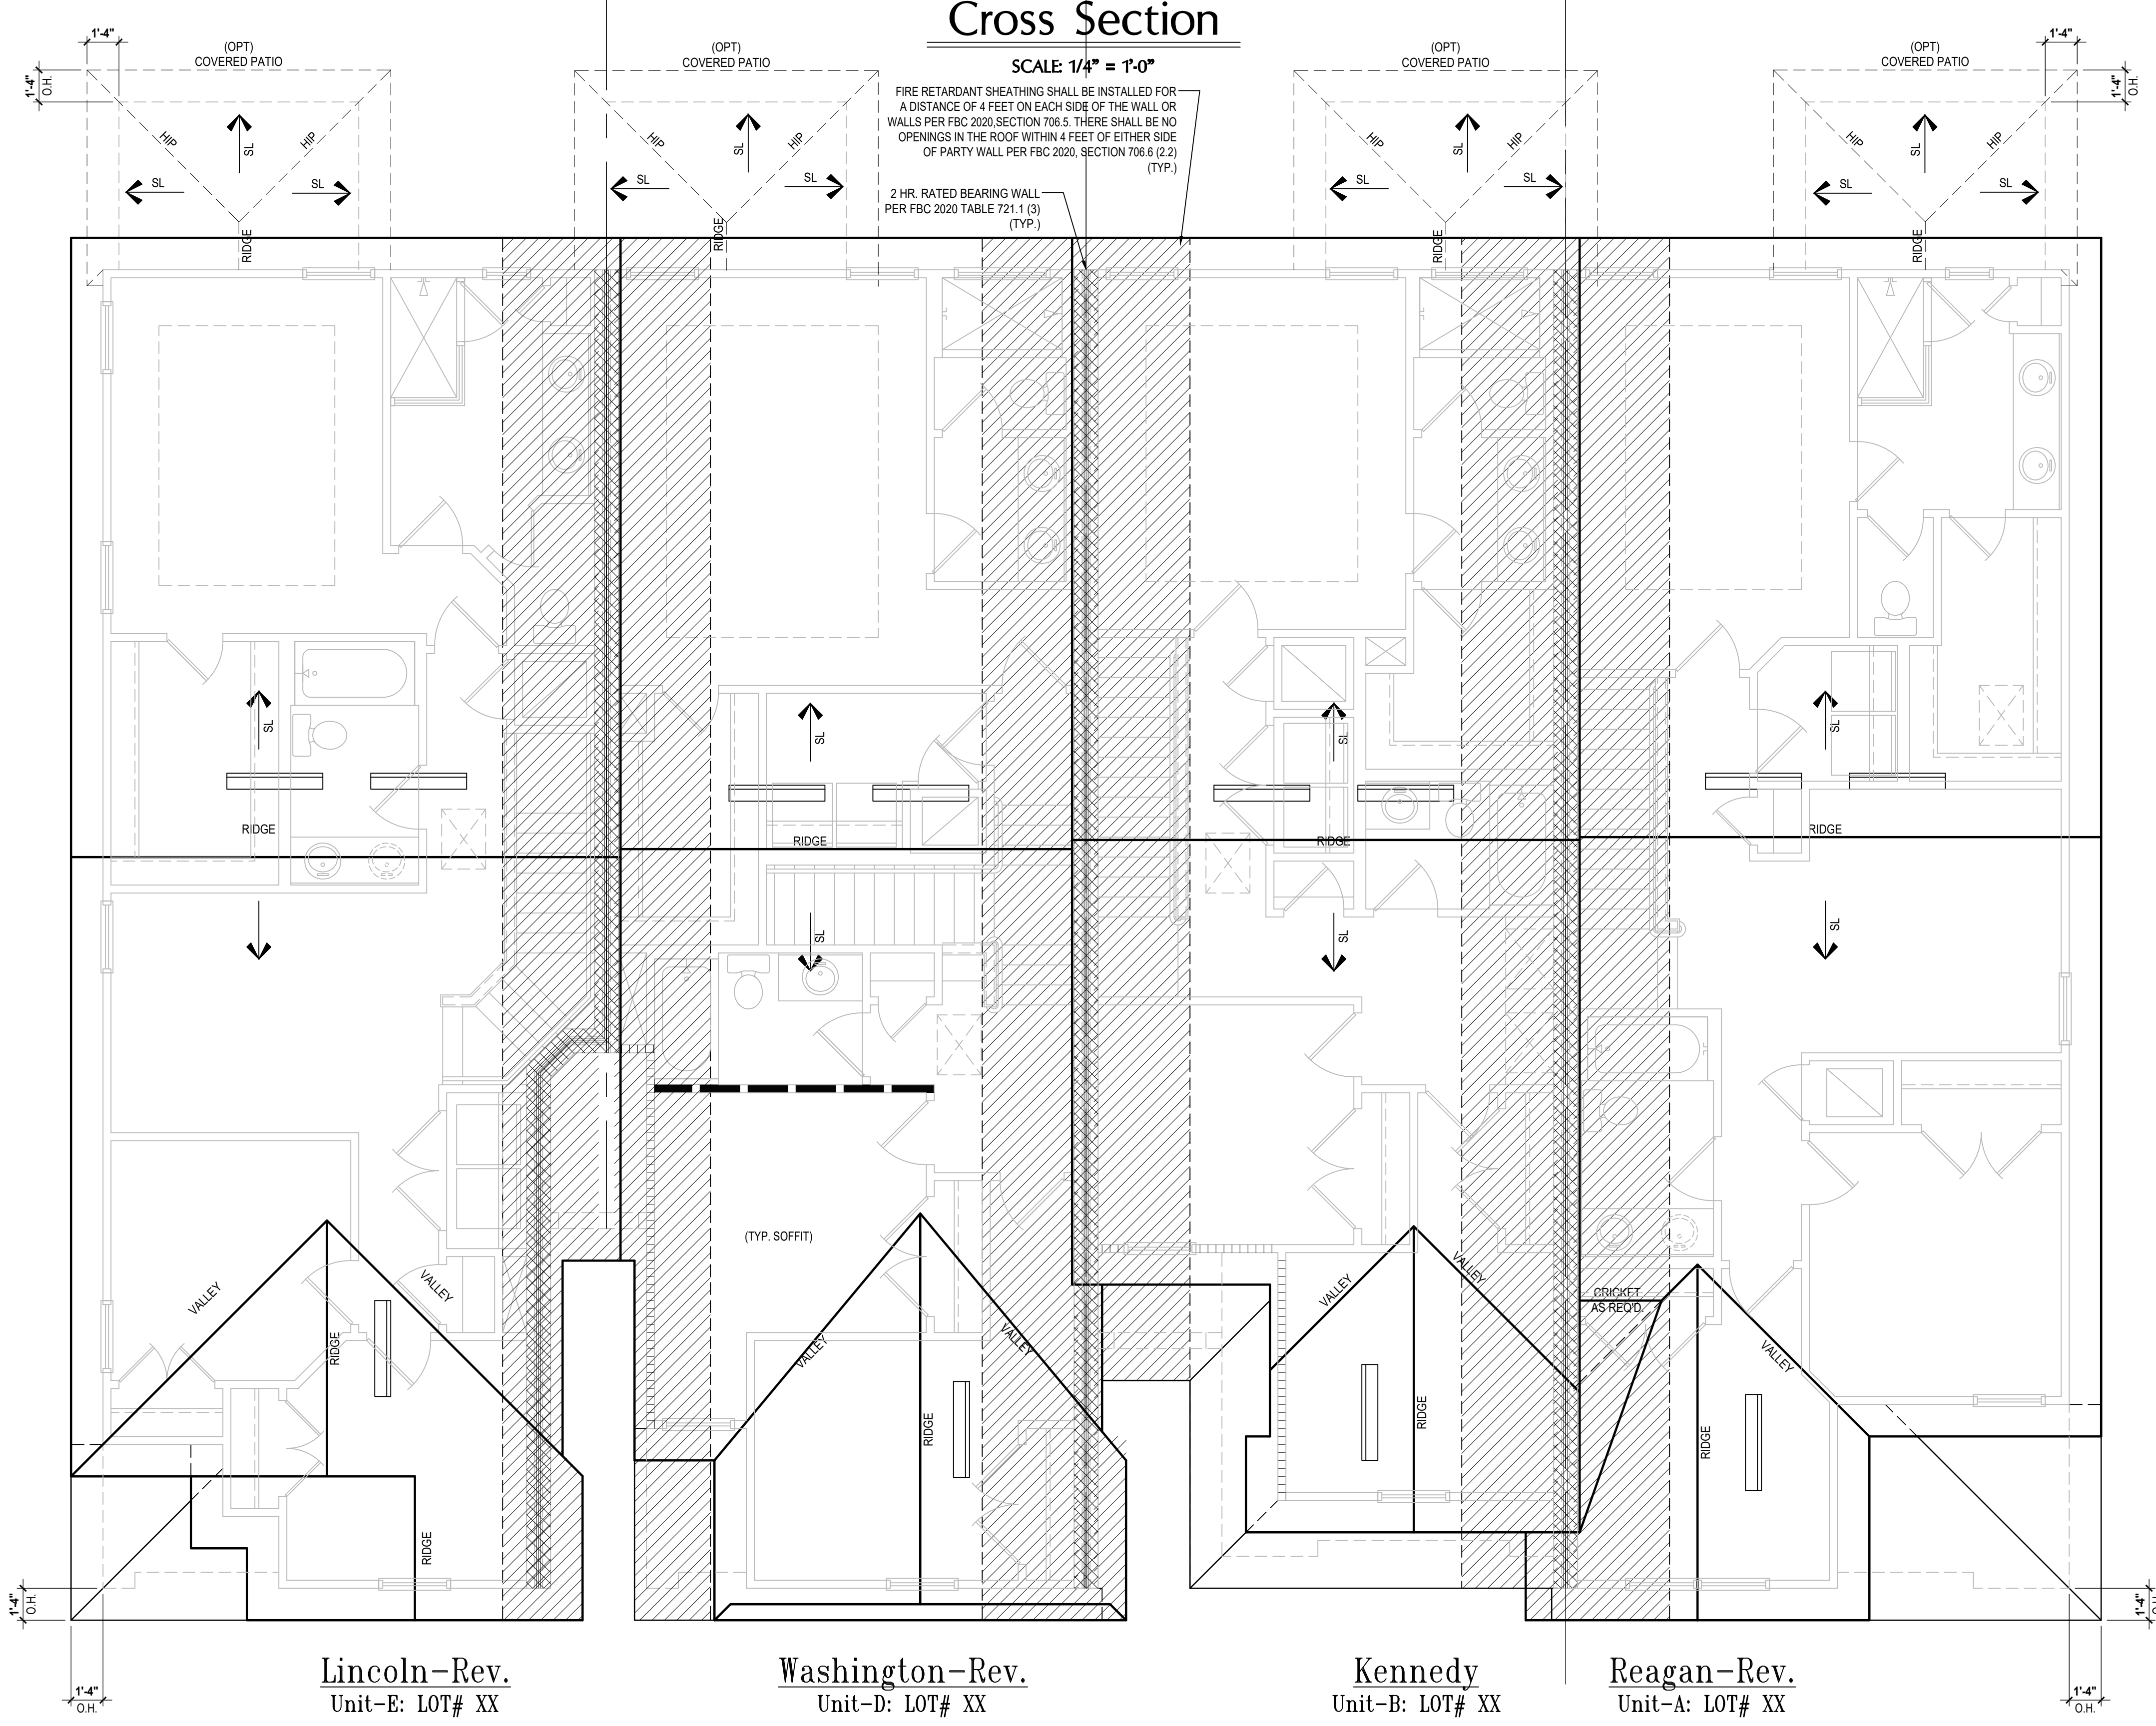 Cross Section
SCALE: 1/4" = 1'-0"
1'-4"
1'-4"
O.H.
(OPT)
COVERED PATIO
(OPT)
COVERED PATIO
(OPT)
COVERED PATIO
(OPT)
COVERED PATIO
1'-4"
1'-4"
O.H.
FIRE RETARDANT SHEATHING SHALL BE INSTALLED FOR
A DISTANCE OF 4 FEET ON EACH SIDE OF THE WALL OR
WALLS PER FBC 2020,SECTION 706.5. THERE SHALL BE NO
OPENINGS IN THE ROOF WITHIN 4 FEET OF EITHER SIDE
OF PARTY WALL PER FBC 2020, SECTION 706.6 (2.2)
(TYP.)
2 HR. RATED BEARING WALL
PER FBC 2020 TABLE 721.1 (3)
(TYP.)
HIP
SL
HIP
HIP
SL
HIP
HIP
SL
HIP
HIP
SL
HIP
SL
SL
SL
SL
SL
SL
SL
SL
RIDGE
RIDGE
RIDGE
RIDGE
SL
SL
SL
SL
RIDGE
RIDGE
RIDGE
RIDGE
SL
SL
SL
(TYP. SOFFIT)
VALLEY
VALLEY
RIDGE
VALLEY
VALLEY
RIDGE
VALLEY
VALLEY
RIDGE
CRICKET
AS REQ'D.
VALLEY
RIDGE
RIDGE
1'-4"
O.H.
1'-4"
O.H.
Lincoln-Rev.
Unit-E: LOT# XX
Washington-Rev.
Unit-D: LOT# XX
Kennedy
Unit-B: LOT# XX
Reagan-Rev.
Unit-A: LOT# XX
1'-4"
O.H.
1'-4"
O.H.